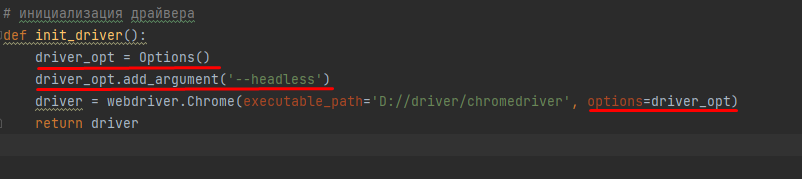 # инициализация драйвера
def init_driver():
driver_opt = Options()
driver_opt.add_argument('--headless')
driver = webdriver.Chrome(executable_path='D://driver/chromedriver', options=driver_opt)
return driver